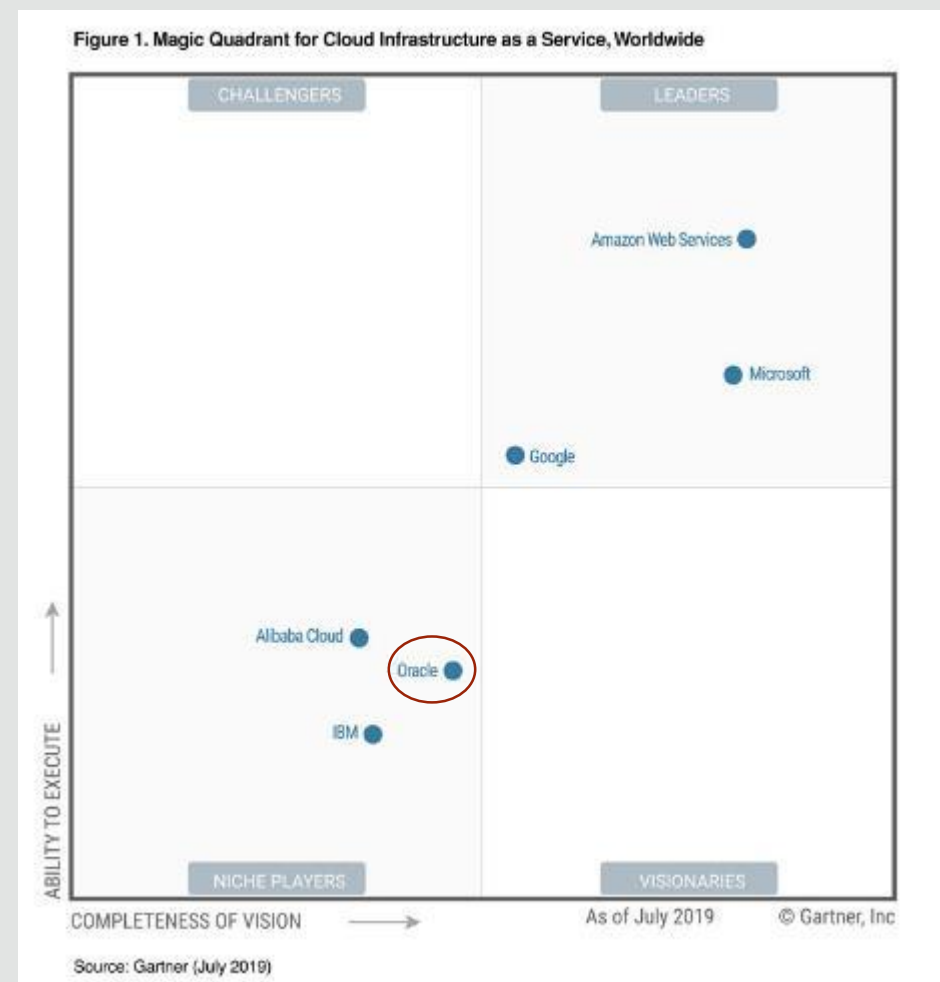 Figure 1. Magic Quadrant for Cloud Infrastructure as a Service, Worldwide
CHALLENGERS
LEADERS
Amazon Web Services
Microsoft
Google
Alibaba Cloud
Oracle
IBM
ABILITY TO EXECUTE
NICHE PLAYERS
VISIONARIES
COMPLETENESS OF VISION
As of July 2019
© Gartner, Inc
Source: Gartner (July 2019)